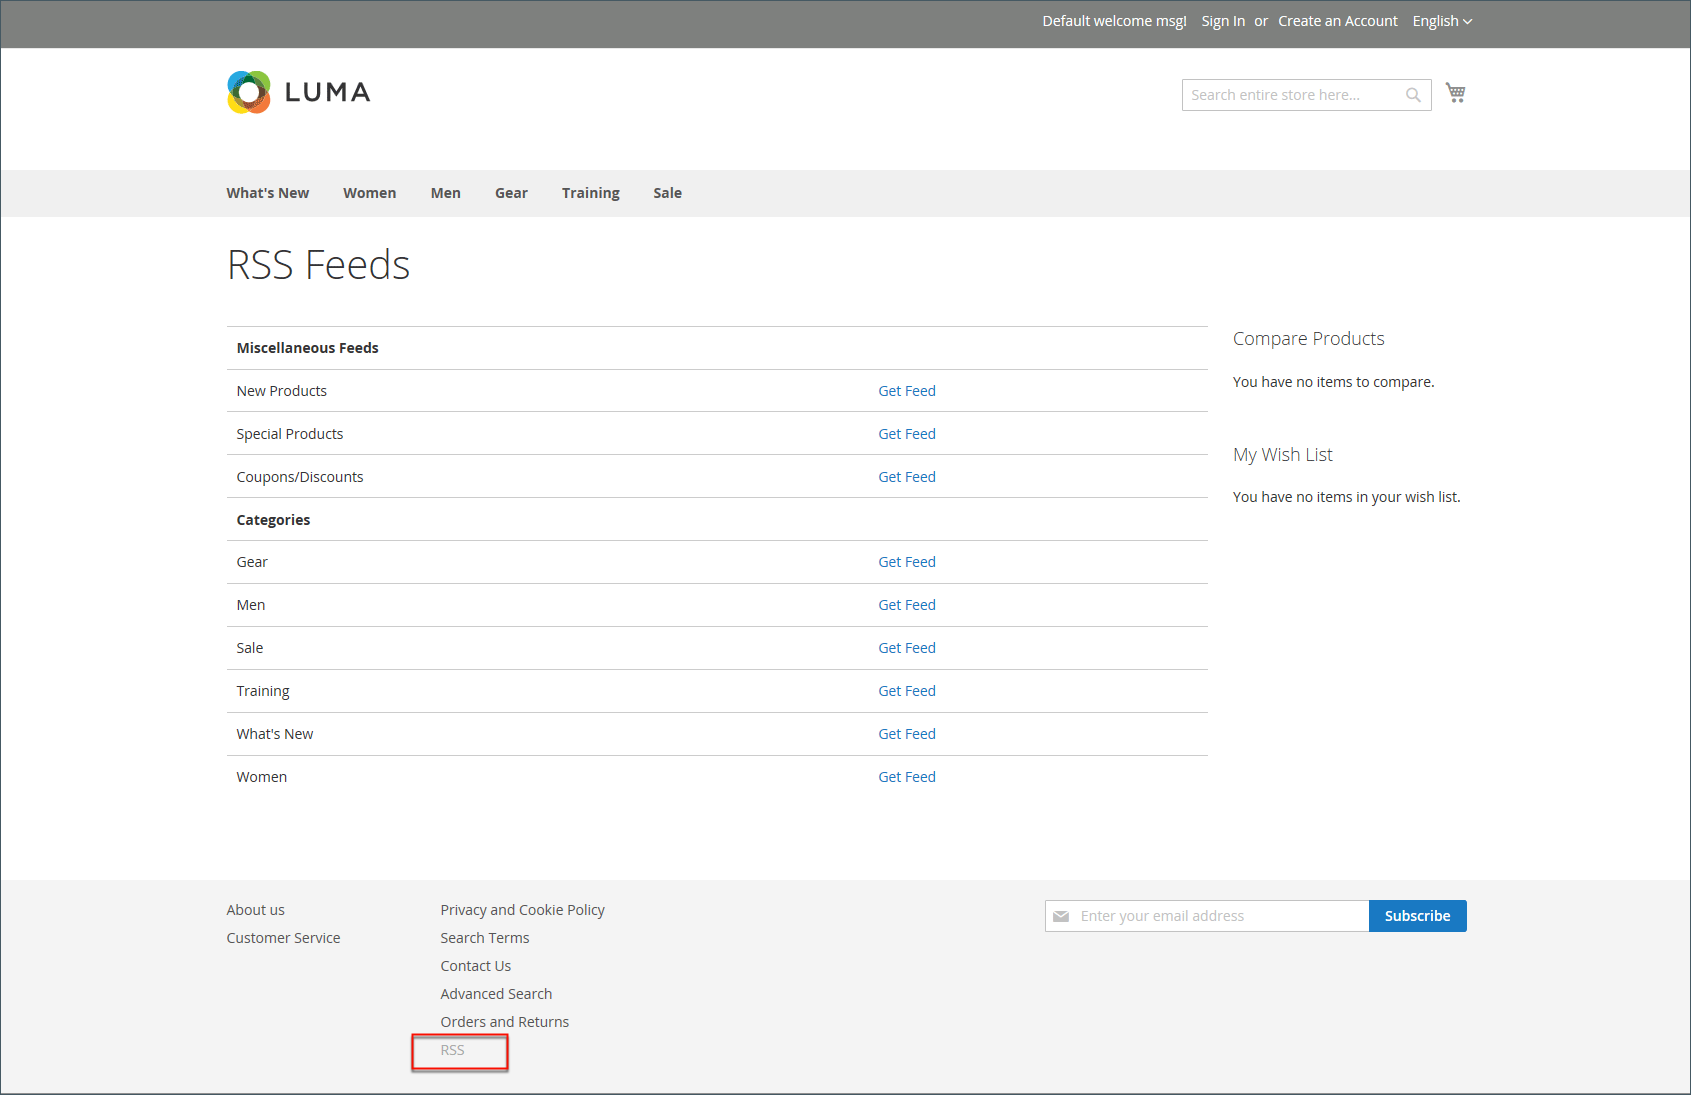 Default welcome msg! Sign In or Create an Account English
LUMA
Search entire store here...
What's New Women Men Gear Training Sale
RSS Feeds
Miscellaneous Feeds
New Products Get Feed
Special Products Get Feed
Coupons/Discounts Get Feed
Categories
Gear Get Feed
Men Get Feed
Sale Get Feed
Training Get Feed
What's New Get Feed
Women Get Feed
Compare Products
You have no items to compare.
My Wish List
You have no items in your wish list.
About us
Customer Service
Privacy and Cookie Policy
Search Terms
Contact Us
Advanced Search
Orders and Returns
RSS
Enter your email address Subscribe